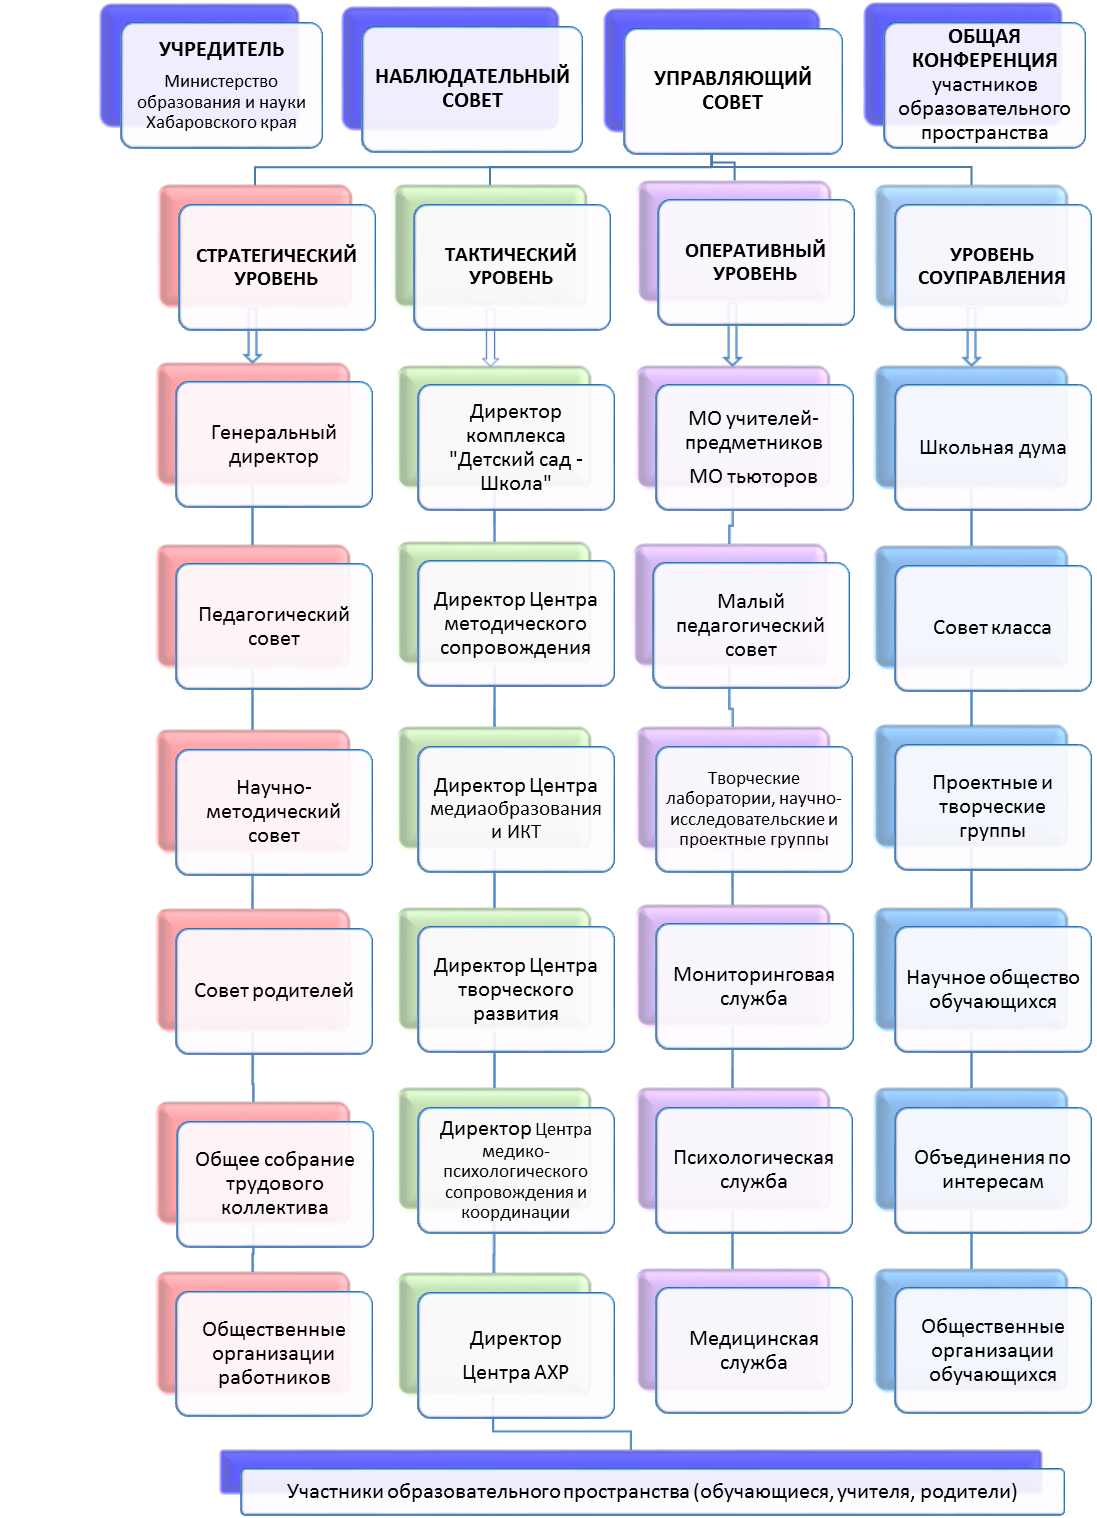 УЧРЕДИТЕЛЬ
Министерство
образования и науки
Хабаровского края
НАБЛЮДАТЕЛЬНЫЙ
СОВЕТ
УПРАВЛЯЮЩИЙ
СОВЕТ
ОБЩАЯ
КОНФЕРЕНЦИЯ
участников
образовательного
пространства
СТРАТЕГИЧЕСКИЙ
УРОВЕНЬ
ТАКТИЧЕСКИЙ
УРОВЕНЬ
ОПЕРАТИВНЫЙ
УРОВЕНЬ
УРОВЕНЬ
СОУПРАВЛЕНИЯ
Генеральный
директор
Директор
комплекса
"Детский сад -
Школа"
МО учителей-
предметников
МО тьюторов
Школьная дума
Педагогический
совет
Директор Центра
методического
сопровождения
Малый
педагогический
совет
Совет класса
Научно-
методический
совет
Директор Центра
медиаобразования
и ИКТ
Творческие
лаборатории, научно-
исследовательские и
проектные группы
Проектные и
творческие
группы
Совет родителей
Директор Центра
творческого
развития
Мониторинговая
служба
Научное общество
обучающихся
Общее собрание
трудового
коллектива
Директор Центра
медико-
психологического
сопровождения и
координации
Психологическая
служба
Объединения по
интересам
Общественные
организации
работников
Директор
Центра АХР
Медицинская
служба
Общественные
организации
обучающихся
Участники образовательного пространства (обучающиеся, учителя, родители)